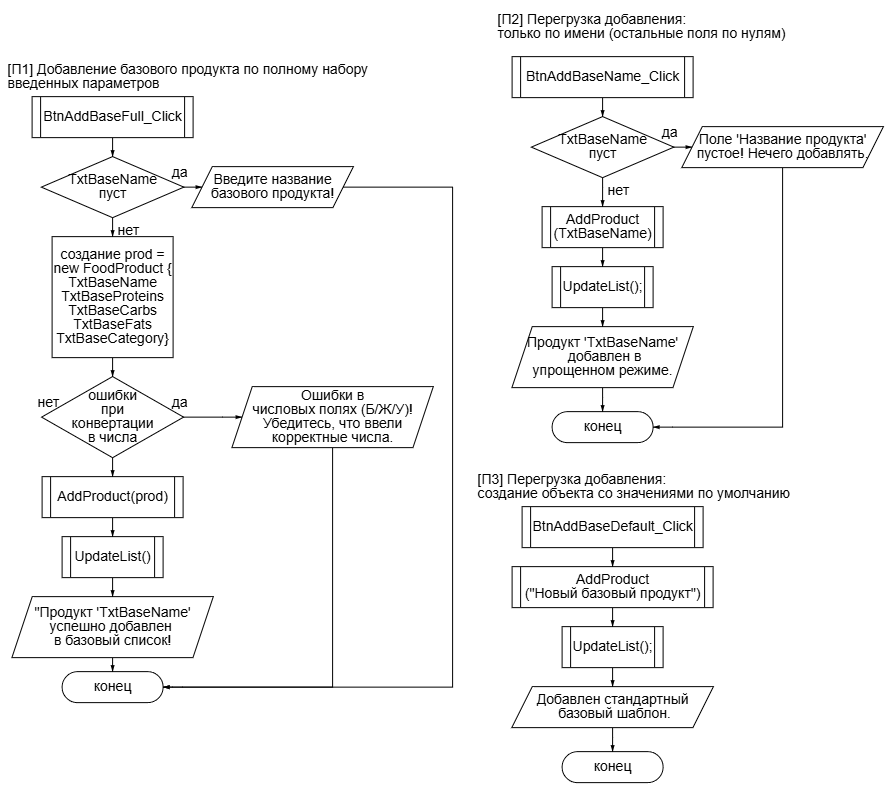 [П1] Добавление базового продукта по полному набору
введенных параметров
BtnAddBaseFull_Click
TxtBaseName
пуст
да
Введите название
базового продукта!
нет
создание prod =
new FoodProduct {
TxtBaseName
TxtBaseProteins
TxtBaseCarbs
TxtBaseFats
TxtBaseCategory}
ошибки
при
конвертации
в числа
нет
да
Ошибки в
числовых полях (Б/Ж/У)!
Убедитесь, что ввели
корректные числа.
AddProduct(prod)
UpdateList()
"Продукт 'TxtBaseName'
успешно добавлен
в базовый список!
конец
[П2] Перегрузка добавления:
только по имени (остальные поля по нулям)
BtnAddBaseName_Click
TxtBaseName
пуст
да
Поле 'Название продукта'
пустое! Нечего добавлять.
нет
AddProduct
(TxtBaseName)
UpdateList();
Продукт 'TxtBaseName'
добавлен в
упрощенном режиме.
конец
[П3] Перегрузка добавления:
создание объекта со значениями по умолчанию
BtnAddBaseDefault_Click
AddProduct
("Новый базовый продукт")
UpdateList();
Добавлен стандартный
базовый шаблон.
конец